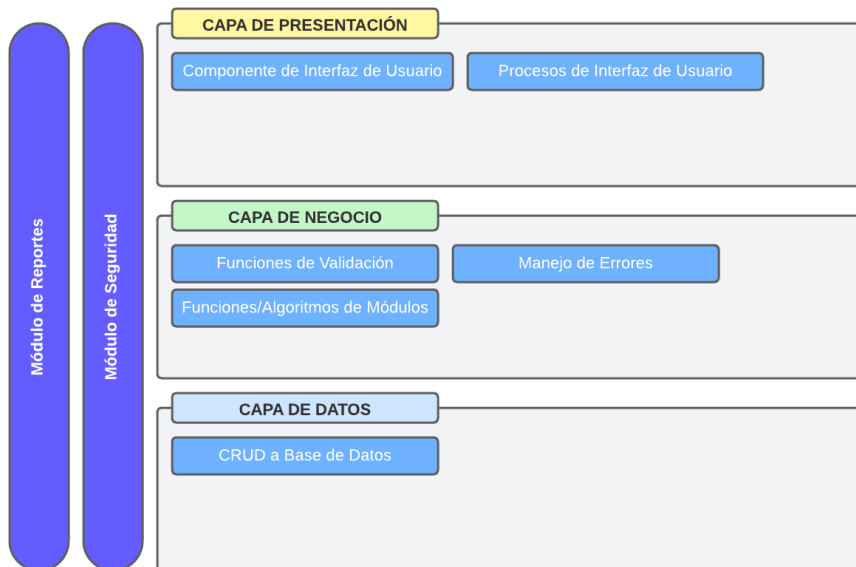 CAPA DE PRESENTACIÓN
Componente de Interfaz de Usuario
Procesos de Interfaz de Usuario
CAPA DE NEGOCIO
Funciones de Validación
Manejo de Errores
Funciones/Algoritmos de Módulos
CAPA DE DATOS
CRUD a Base de Datos
Módulo de Reportes
Módulo de Seguridad